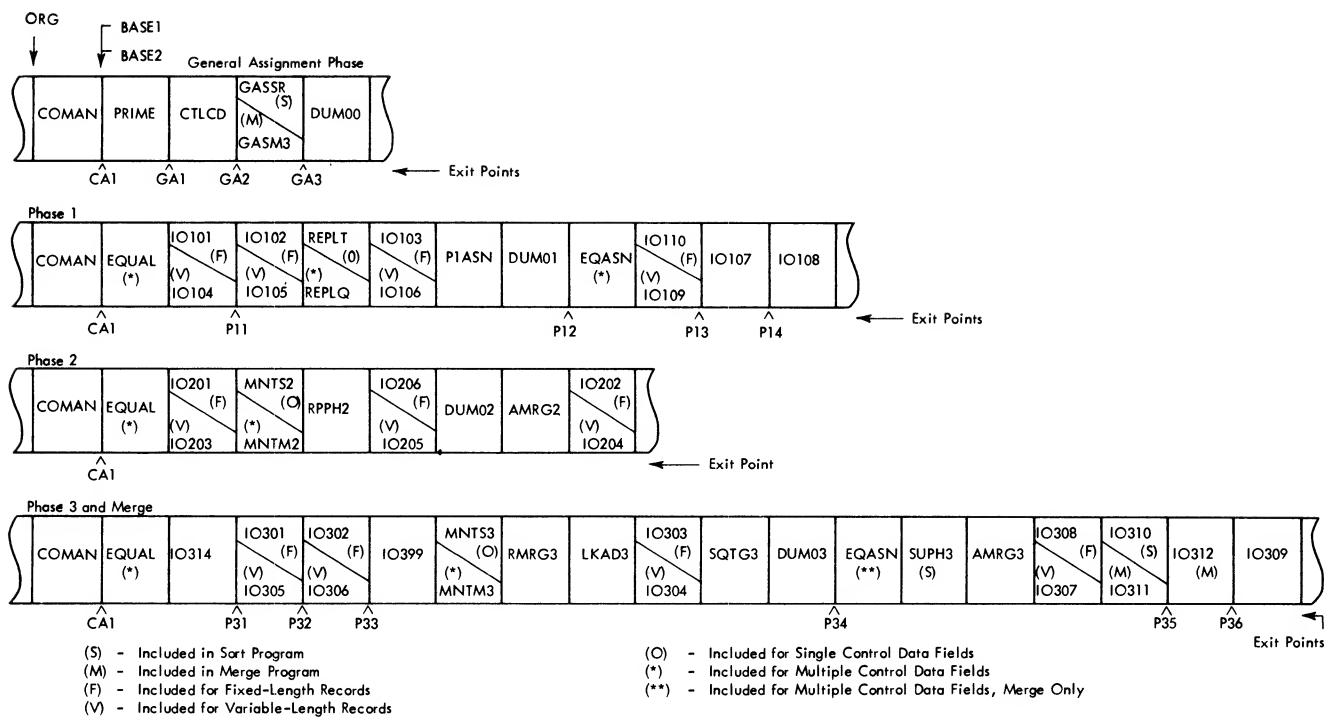 ORG
BASE1
BASE2
General Assignment Phase
COMAN PRIME CTLCD GASSR (S) (M) GASM3 DUM00
CA1 GA1 GA2 GA3 Exit Points
Phase 1
COMAN EQUAL (*) IO101 (F) (V) IO104 IO102 (F) (V) IO105 REPLT (0) (*) REPLQ IO103 (F) (V) IO106 P1ASN DUM01 EQASN (*) IO110 (F) (V) IO109 IO107 IO108
CA1 P11 P12 P13 P14 Exit Points
Phase 2
COMAN EQUAL (*) IO201 (F) (V) IO203 MNTS2 (O) (*) MNTM2 RPPH2 IO206 (F) (V) IO205 DUM02 AMRG2 IO202 (F) (V) IO204
CA1 Exit Point
Phase 3 and Merge
COMAN EQUAL (*) IO314 IO301 (F) (V) IO305 IO302 (F) (V) IO306 IO399 MNTS3 (O) (*) MNTM3 RMRG3 LKAD3 IO303 (F) (V) IO304 SQTG3 DUM03 EQASN (**) SUPH3 (S) AMRG3 IO308 (F) (V) IO307 IO310 (S) (M) IO311 IO312 (M) IO309
CA1 P31 P32 P33 P34 P35 P36
Exit Points
(S) - Included in Sort Program
(M) - Included in Merge Program
(F) - Included for Fixed-Length Records
(V) - Included for Variable-Length Records
(O) - Included for Single Control Data Fields
(*) - Included for Multiple Control Data Fields
(**) - Included for Multiple Control Data Fields, Merge Only